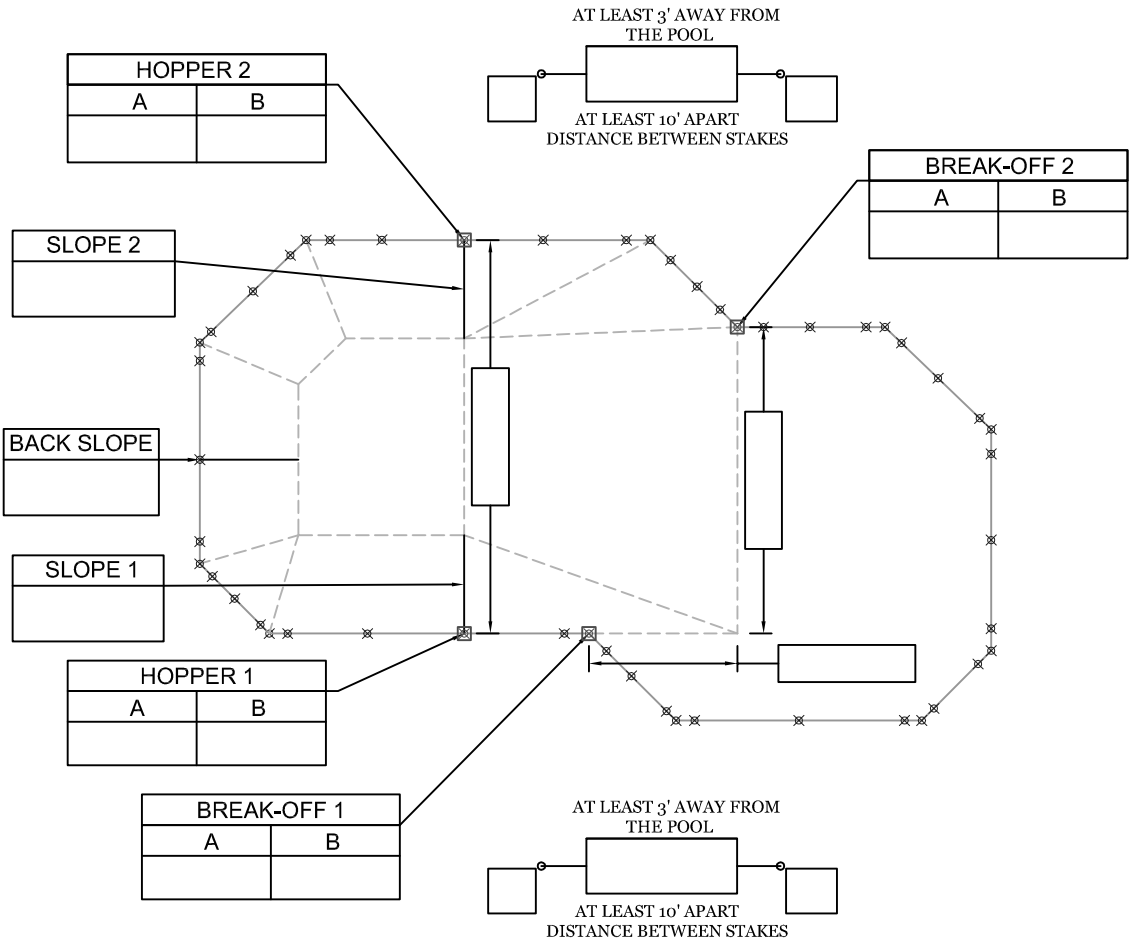 AT LEAST 3' AWAY FROM
THE POOL
HOPPER 2
A B
AT LEAST 10' APART
DISTANCE BETWEEN STAKES
BREAK-OFF 2
A B
SLOPE 2
BACK SLOPE
SLOPE 1
HOPPER 1
A B
BREAK-OFF 1
A B
AT LEAST 3' AWAY FROM
THE POOL
AT LEAST 10' APART
DISTANCE BETWEEN STAKES